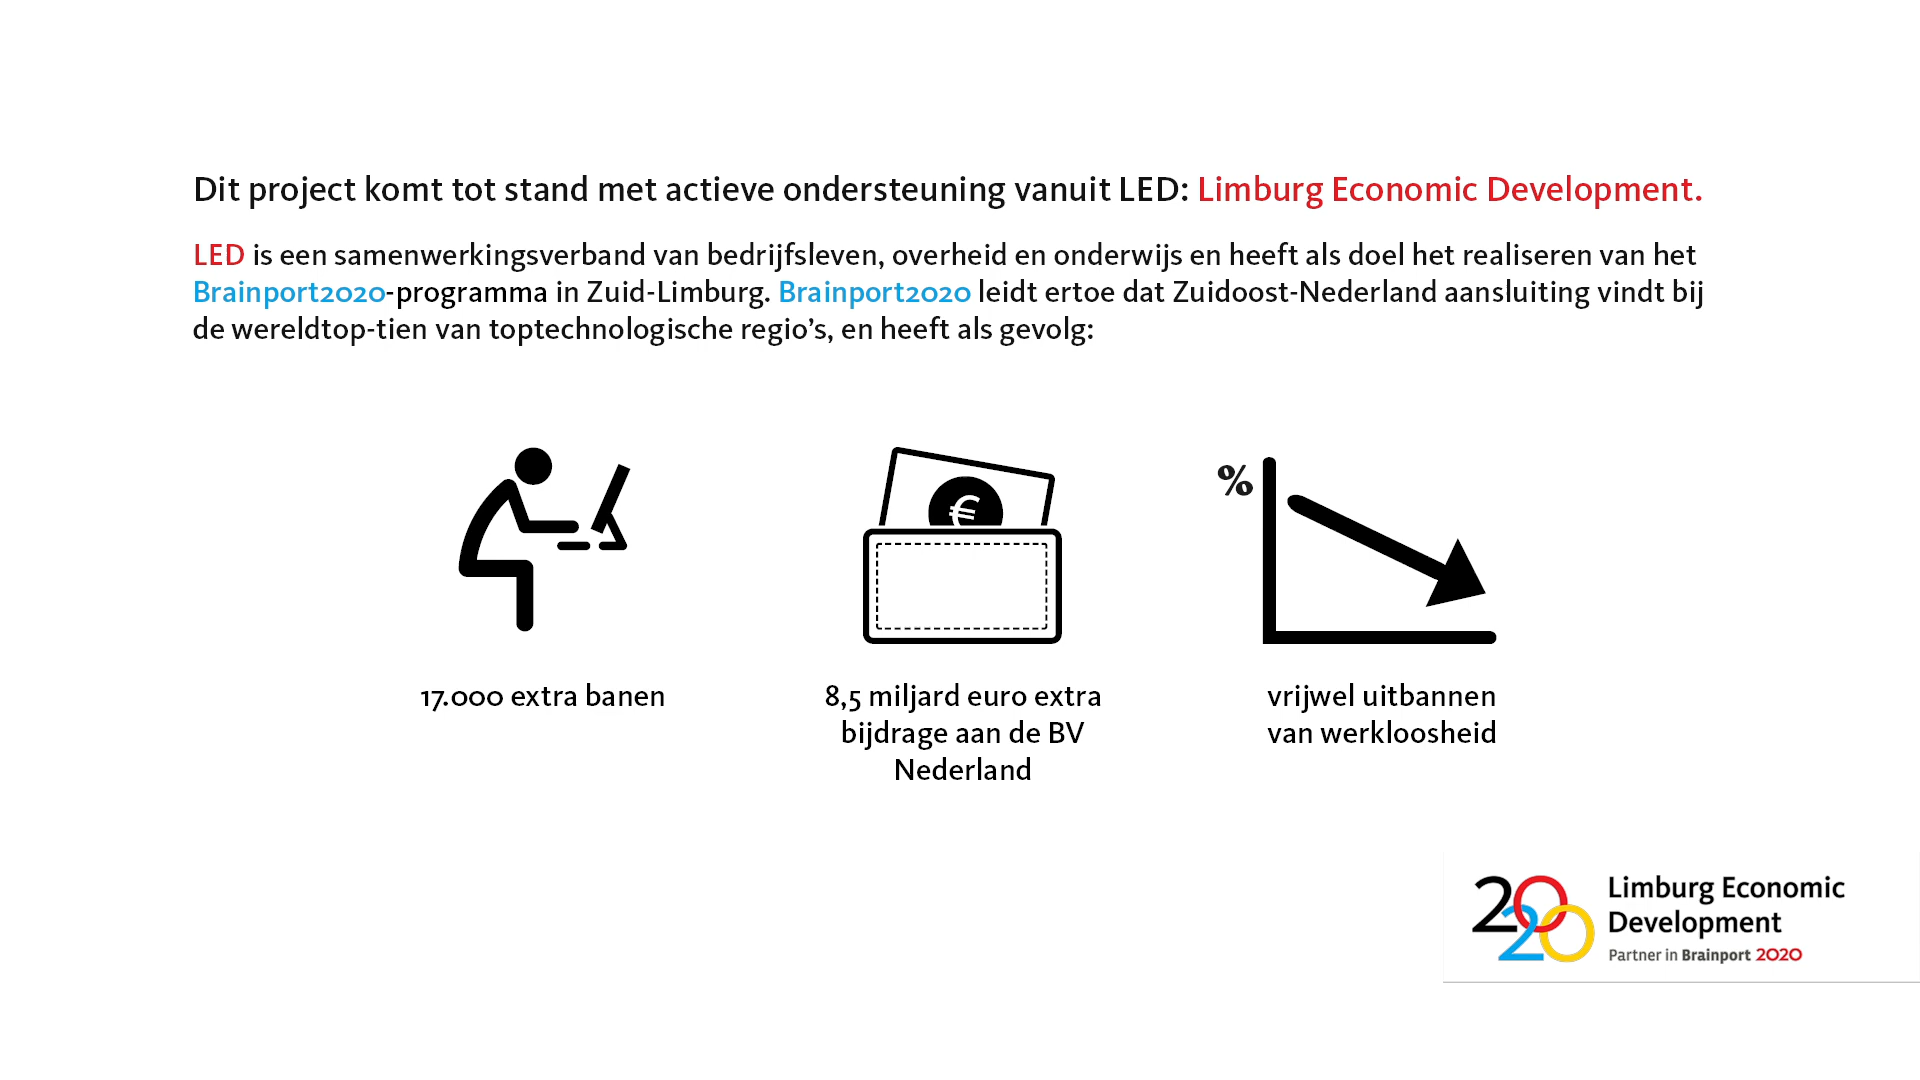 Dit project komt tot stand met actieve ondersteuning vanuit LED: Limburg Economic Development.
LED is een samenwerkingsverband van bedrijfsleven, overheid en onderwijs en heeft als doel het realiseren van het
Brainport2020-programma in Zuid-Limburg. Brainport2020 leidt ertoe dat Zuidoost-Nederland aansluiting vindt bij
de wereldtop-tien van toptechnologische regio’s, en heeft als gevolg:
€
%
17.000 extra banen
8,5 miljard euro extra
bijdrage aan de BV
Nederland
vrijwel uitbannen
van werkloosheid
2020
Limburg Economic
Development
Partner in Brainport 2020